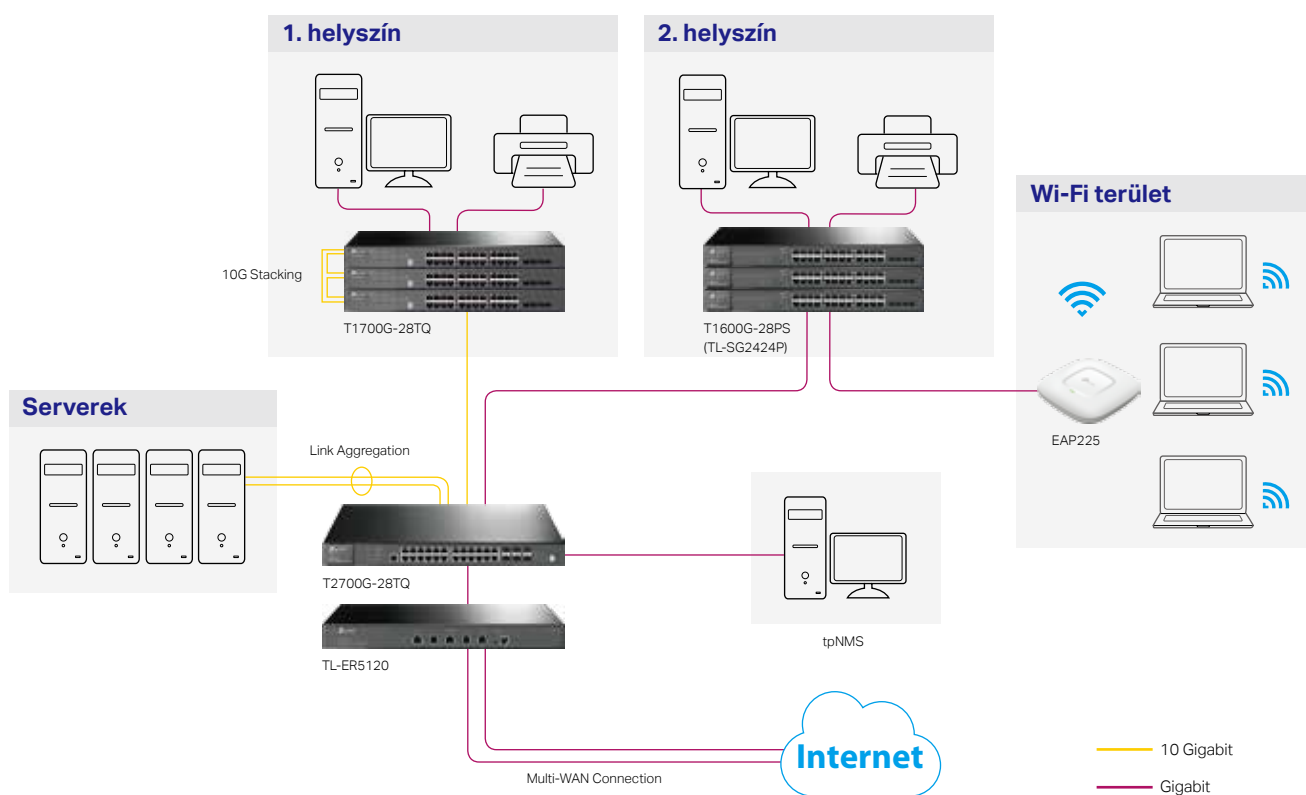 1. helyszín
2. helyszín
Wi-Fi terület
10G Stacking
T1700G-28TQ
T1600G-28PS
(TL-SG2424P)
EAP225
Serverek
Link Aggregation
T2700G-28TQ
TL-ER5120
tpNMS
Internet
Multi-WAN Connection
10 Gigabit
Gigabit